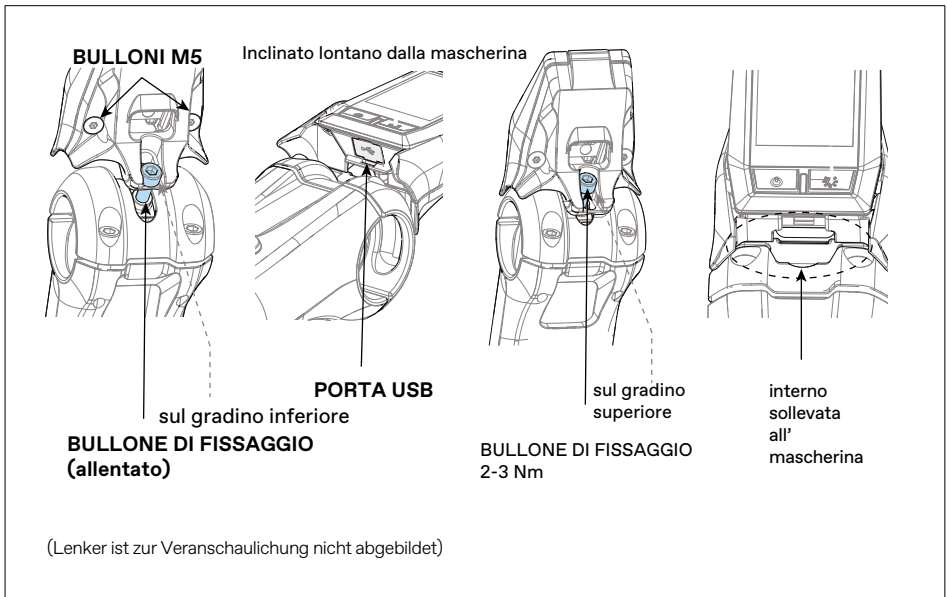 BULLONI M5
Inclinato lontano dalla mascherina
PORTA USB
sul gradino inferiore
BULLONE DI FISSAGGIO
(allentato)
sul gradino
superiore
BULLONE DI FISSAGGIO
2-3 Nm
interno
sollevata
all'
mascherina
(Lenker ist zur Veranschaulichung nicht abgebildet)